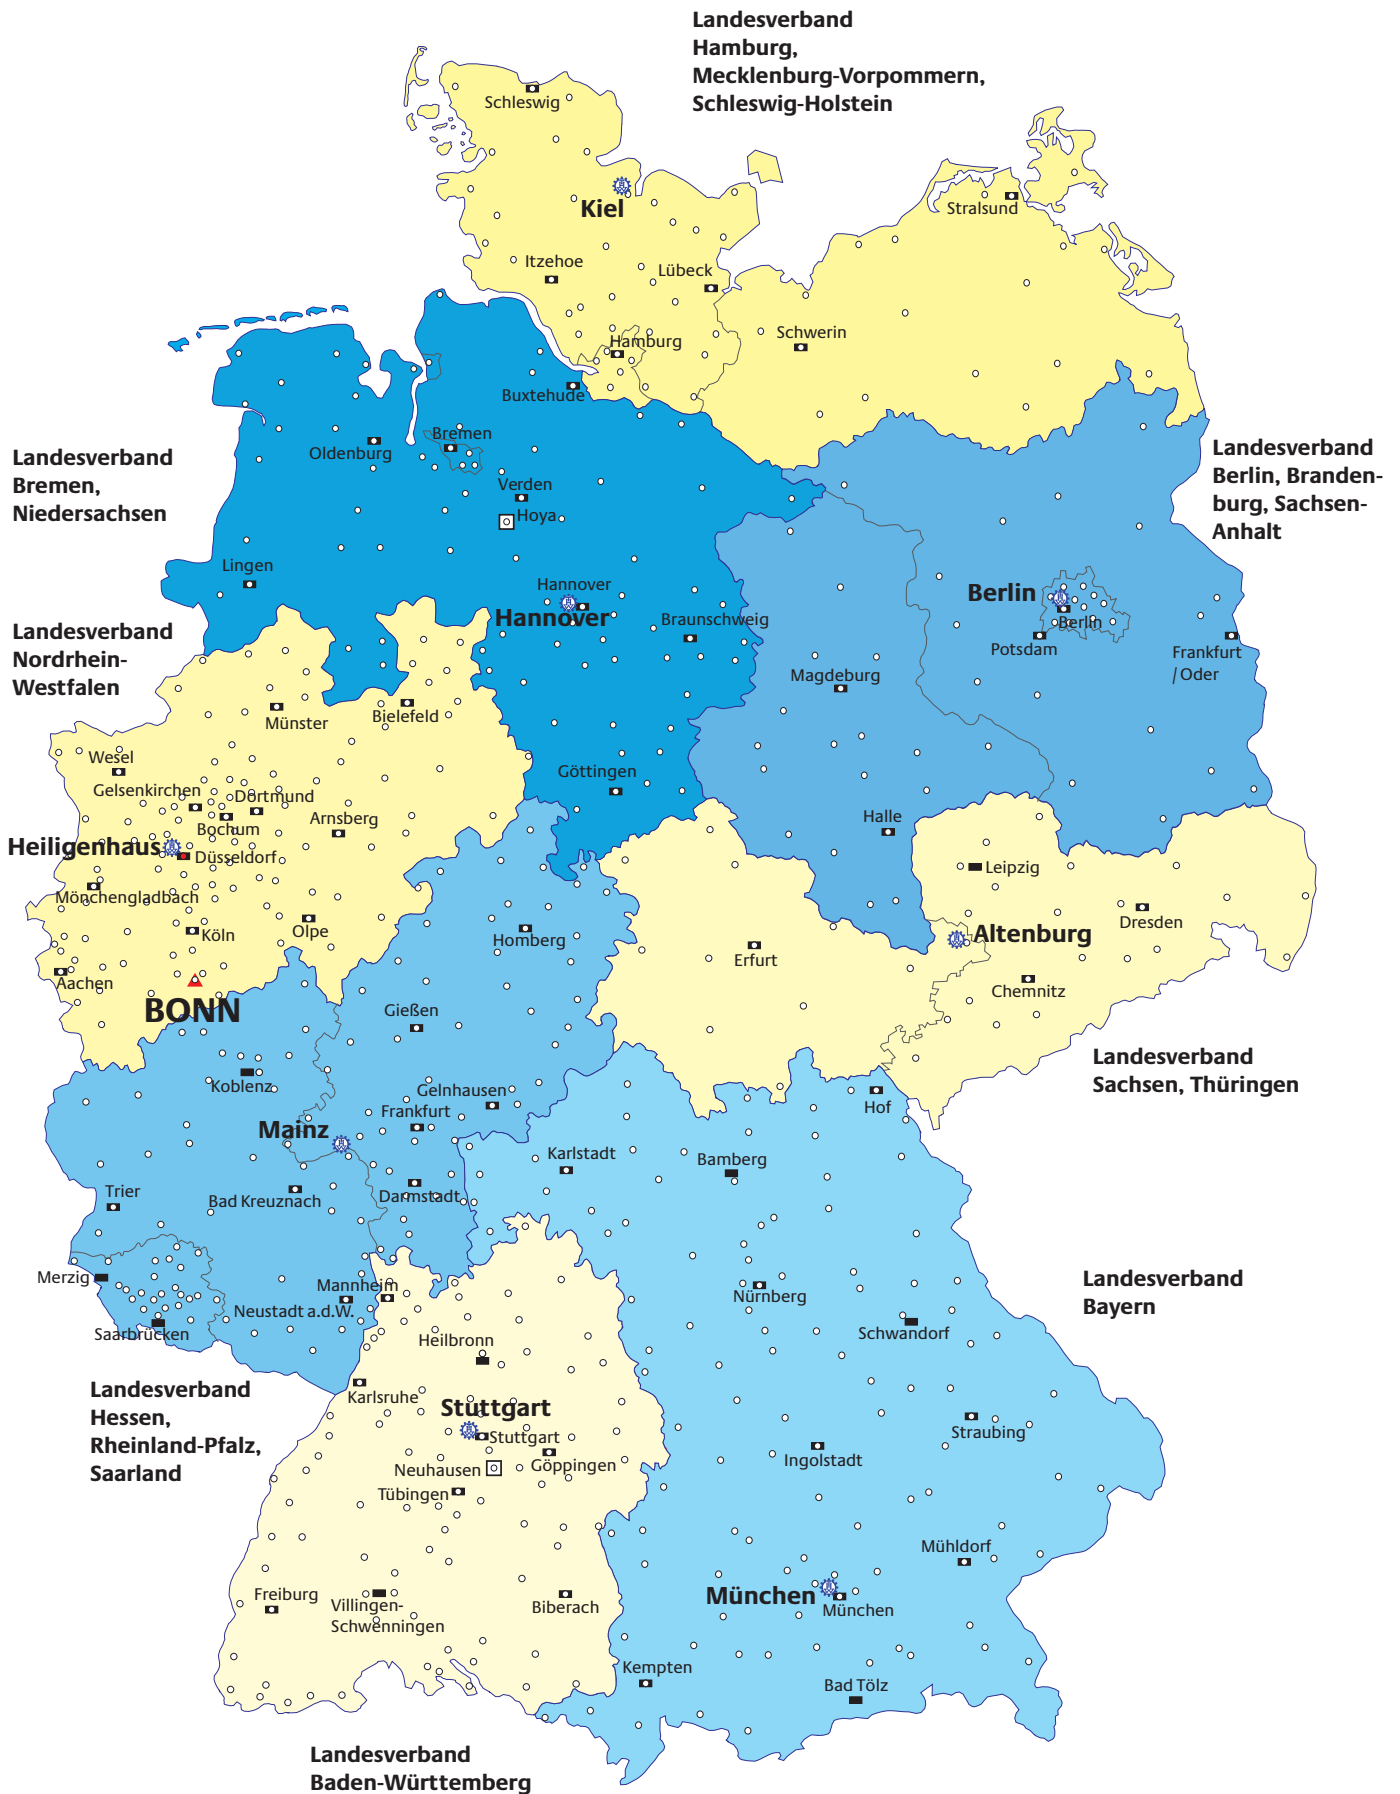 Landesverband
Hamburg,
Mecklenburg-Vorpommern,
Schleswig-Holstein
Schleswig
Kiel
Stralsund
Itzehoe
Lübeck
Hamburg
Schwerin
Buxtehude
Bremen
Oldenburg
Landesverband
Bremen,
Niedersachsen
Landesverband
Berlin, Branden-
burg, Sachsen-
Anhalt
Verden
Hoya
Lingen
Hannover
Hannover
Braunschweig
Berlin
Berlin
Potsdam
Frankfurt
/ Oder
Landesverband
Nordrhein-
Westfalen
Magdeburg
Münster
Bielefeld
Wesel
Gelsenkirchen
Dortmund
Bochum
Arnsberg
Göttingen
Halle
Heiligenhaus
Düsseldorf
Mönchengladbach
Köln
Olpe
Homberg
Leipzig
Dresden
Altenburg
Erfurt
Chemnitz
Aachen
BONN
Gießen
Landesverband
Sachsen, Thüringen
Koblenz
Gelnhausen
Frankfurt
Hof
Mainz
Karlstadt
Bamberg
Trier
Bad Kreuznach
Darmstadt
Merzig
Mannheim
Neustadt a.d.W.
Nürnberg
Landesverband
Bayern
Saarbrücken
Heilbronn
Schwandorf
Landesverband
Hessen,
Rheinland-Pfalz,
Saarland
Karlsruhe
Stuttgart
Stuttgart
Straubing
Neuhausen
Göppingen
Ingolstadt
Tübingen
Mühldorf
Freiburg
Villingen-
Schwenningen
Biberach
München
München
Kempten
Bad Tölz
Landesverband
Baden-Württemberg